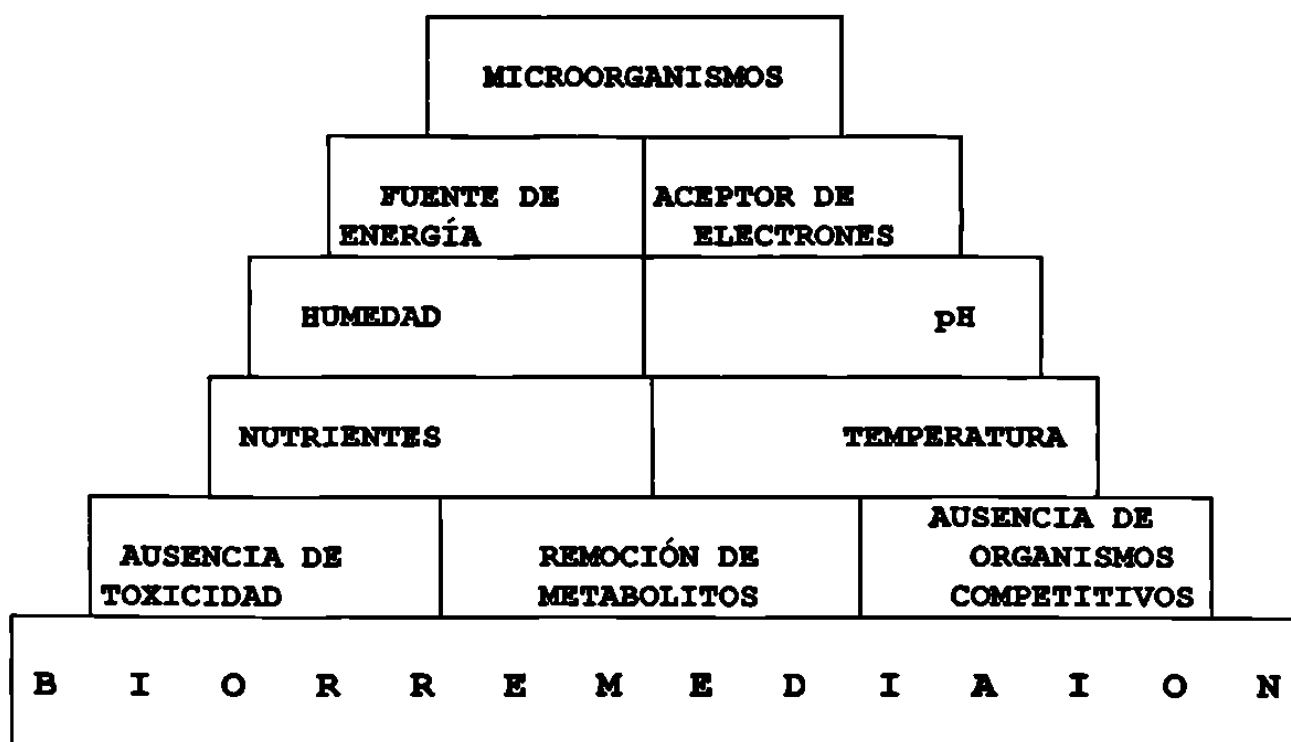 MICROORGANISMOS
FUENTE DE
ENERGÍA
ACEPTOR DE
ELECTRONES
HUMEDAD
pH
NUTRIENTES
TEMPERATURA
AUSENCIA DE
TOXICIDAD
REMOCIÓN DE
METABOLITOS
AUSENCIA DE
ORGANISMOS
COMPETITIVOS
B I O R R E M E D I A I O N